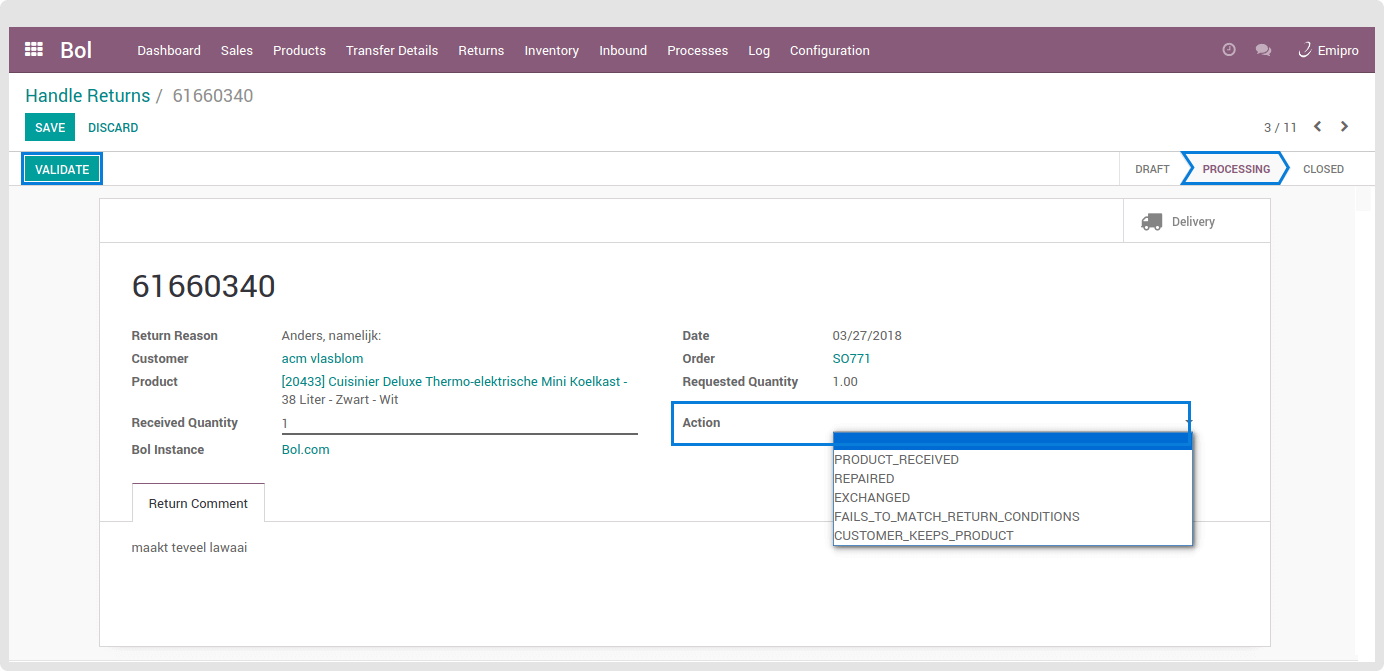 Bol Dashboard Sales Products Transfer Details Returns Inventory Inbound Processes Log Configuration Emipro
Handle Returns / 61660340
SAVE DISCARD 3 / 11
VALIDATE DRAFT PROCESSING CLOSED
Delivery
61660340
Return Reason Anders, namelijk: Date 03/27/2018
Customer acm vlasblom Order SO771
Product [20433] Cuisinier Deluxe Thermo-elektrische Mini Koelkast - Requested Quantity 1.00
38 Liter - Zwart - Wit
Received Quantity 1 Action
Bol Instance Bol.com
PRODUCT_RECEIVED
REPAIRED
EXCHANGED
FAILS_TO_MATCH_RETURN_CONDITIONS
CUSTOMER_KEEPS_PRODUCT
Return Comment
maakt teveel lawaai